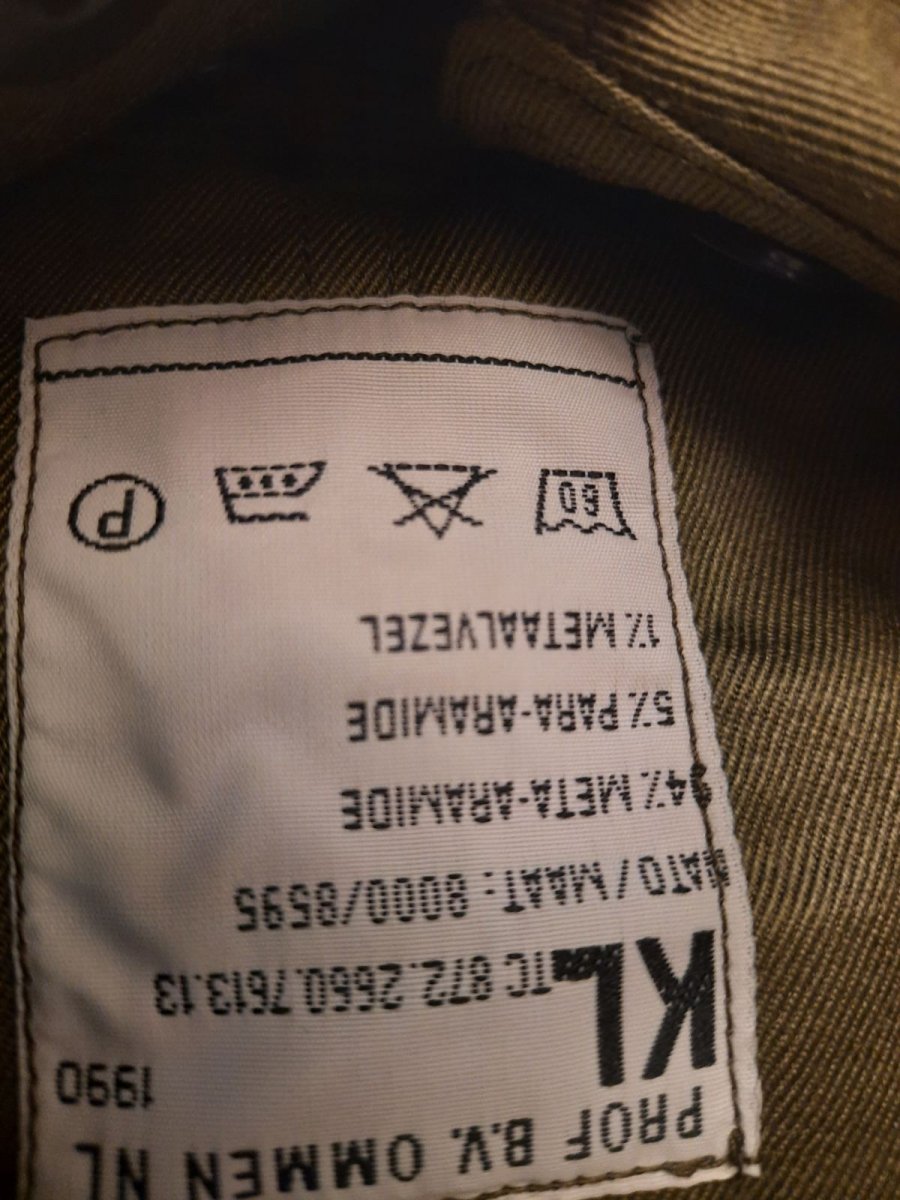 PROF B.V. OMMEN NL
1990
KL TC 872.2660.7613.13
NATO / MAAT: 8000/8595
94% META-ARAMIDE
5% PARA-ARAMIDE
1% METAALVEZEL
60 P